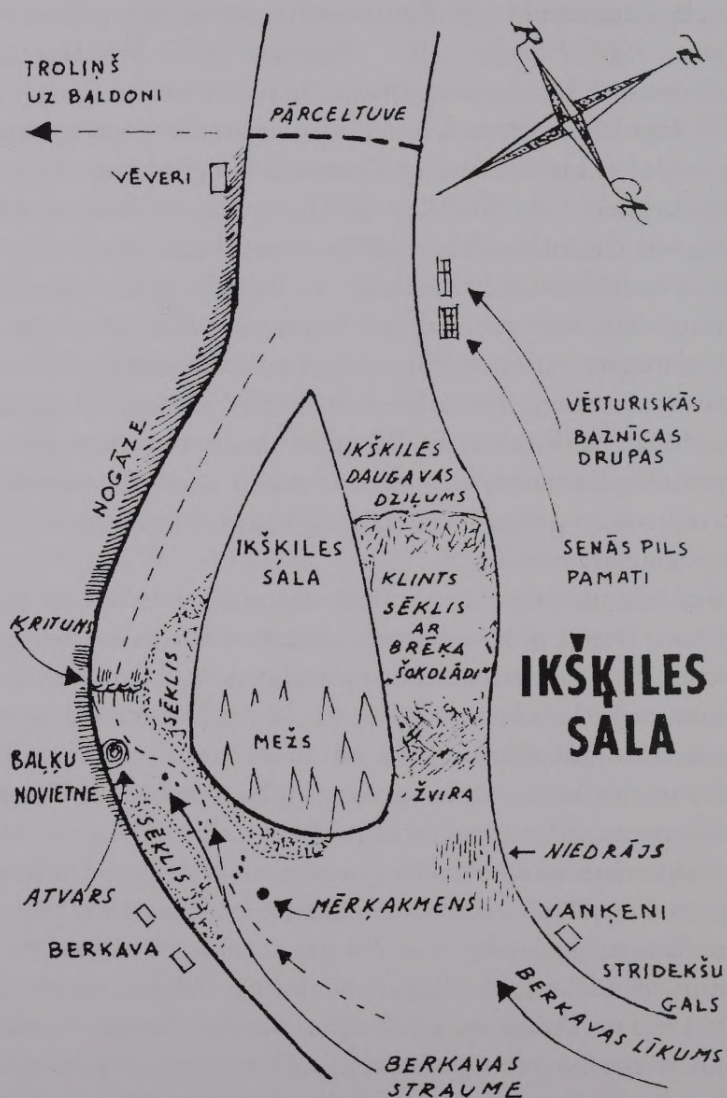 TROLIŅŠ
UZ BALDONI
PĀRCELTUVE
R
Z
A
VĒVERI
NOGĀZE
VĒSTURISKĀS
BAZNĪCAS
DRUPAS
IKŠĶILES
DAUGAVAS
DZIĻUMS
IKŠĶILES
SALA
SENĀS PILS
PAMATI
KLINTS
SĒKLIS
AR
BRĒKA
ŠOKOLĀDI
KRITUMS
SĒKLIS
MEŽS
IKŠĶILES
SALA
BAĻĶU
NOVIETNE
ŽVIRA
SĒKLIS
NIEDRĀJS
ATVARS
MĒRĶAKMENS
VANĶENI
BERKAVA
STRIDEKŠU
GALS
BERKAVAS LĪKUMS
BERKAVAS
STRAUME